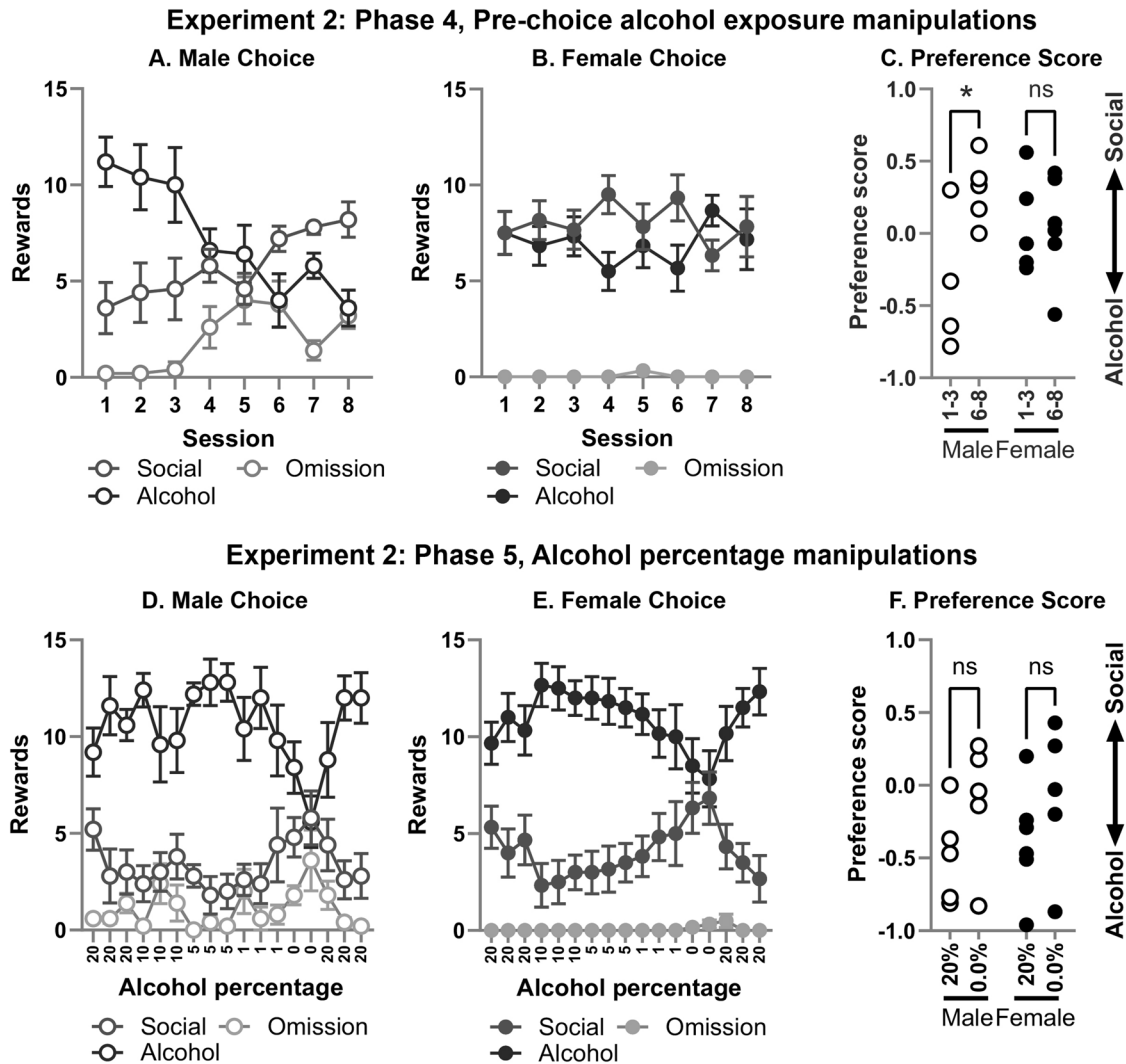 Experiment 2: Phase 4, Pre-choice alcohol exposure manipulations
A. Male Choice
B. Female Choice
C. Preference Score
15
10
5
0
Rewards
1 2 3 4 5 6 7 8
Session
Social
Omission
Alcohol
15
10
5
0
Rewards
1 2 3 4 5 6 7 8
Session
Social
Omission
Alcohol
1.0
0.5
0.0
-0.5
-1.0
Preference score
*
ns
1-3
6-8
1-3
6-8
Male Female
Social
Alcohol
Experiment 2: Phase 5, Alcohol percentage manipulations
D. Male Choice
E. Female Choice
F. Preference Score
15
10
5
0
Rewards
20 20 20 10 10 10 5 5 5 1 1 1 0 0 20 20 20
Alcohol percentage
Social
Omission
Alcohol
15
10
5
0
Rewards
20 20 20 10 10 10 5 5 5 1 1 1 0 0 20 20 20
Alcohol percentage
Social
Omission
Alcohol
1.0
0.5
0.0
-0.5
-1.0
Preference score
ns
ns
20%
0.0%
20%
0.0%
Male Female
Social
Alcohol